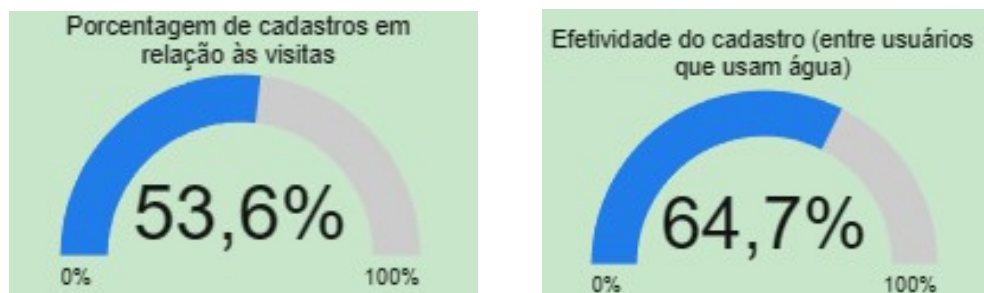 Porcentagem de cadastros em
relação às visitas
53,6%
0%
100%
Efetividade do cadastro (entre usuários
que usam água)
64,7%
0%
100%